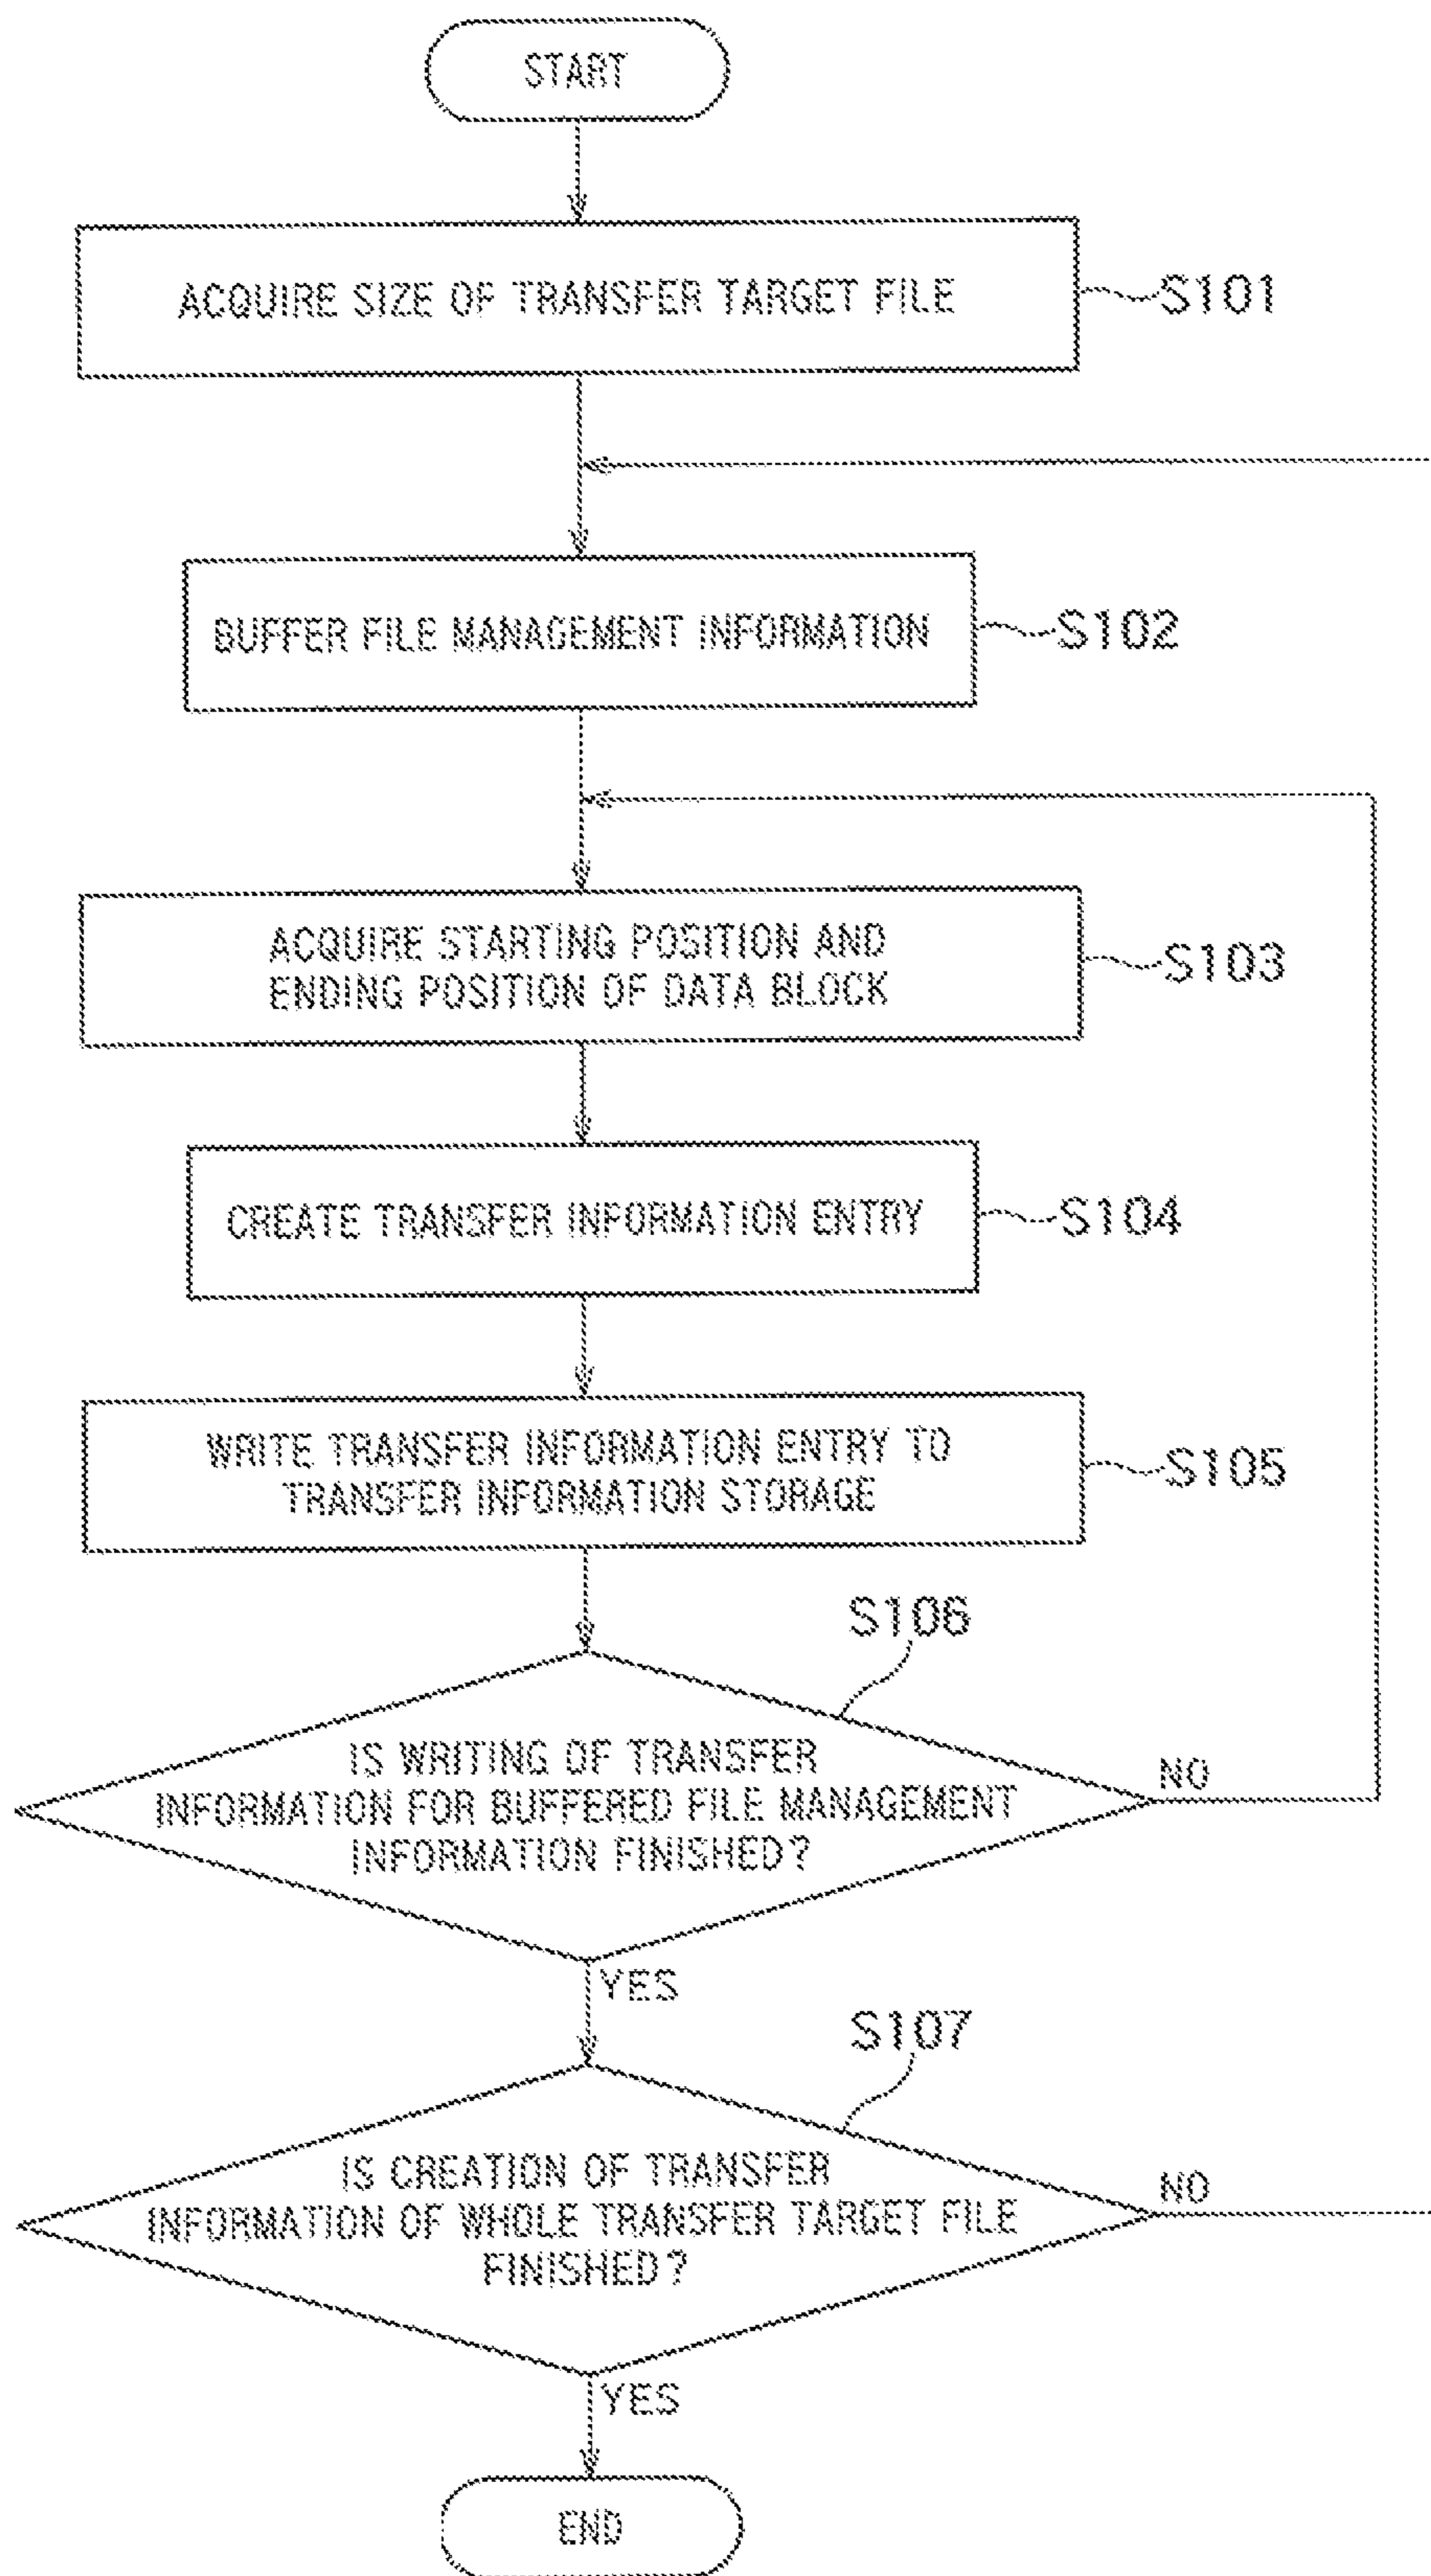 START
ACQUIRE SIZE OF TRANSFER TARGET FILE
S101
BUFFER FILE MANAGEMENT INFORMATION
S102
ACQUIRE STARTING POSITION AND
ENDING POSITION OF DATA BLOCK
S103
CREATE TRANSFER INFORMATION ENTRY
S104
WRITE TRANSFER INFORMATION ENTRY TO
TRANSFER INFORMATION STORAGE
S105
S106
IS WRITING OF TRANSFER
INFORMATION FOR BUFFERED FILE MANAGEMENT
INFORMATION FINISHED?
NO
YES
S107
IS CREATION OF TRANSFER
INFORMATION OF WHOLE TRANSFER TARGET FILE
FINISHED?
NO
YES
END